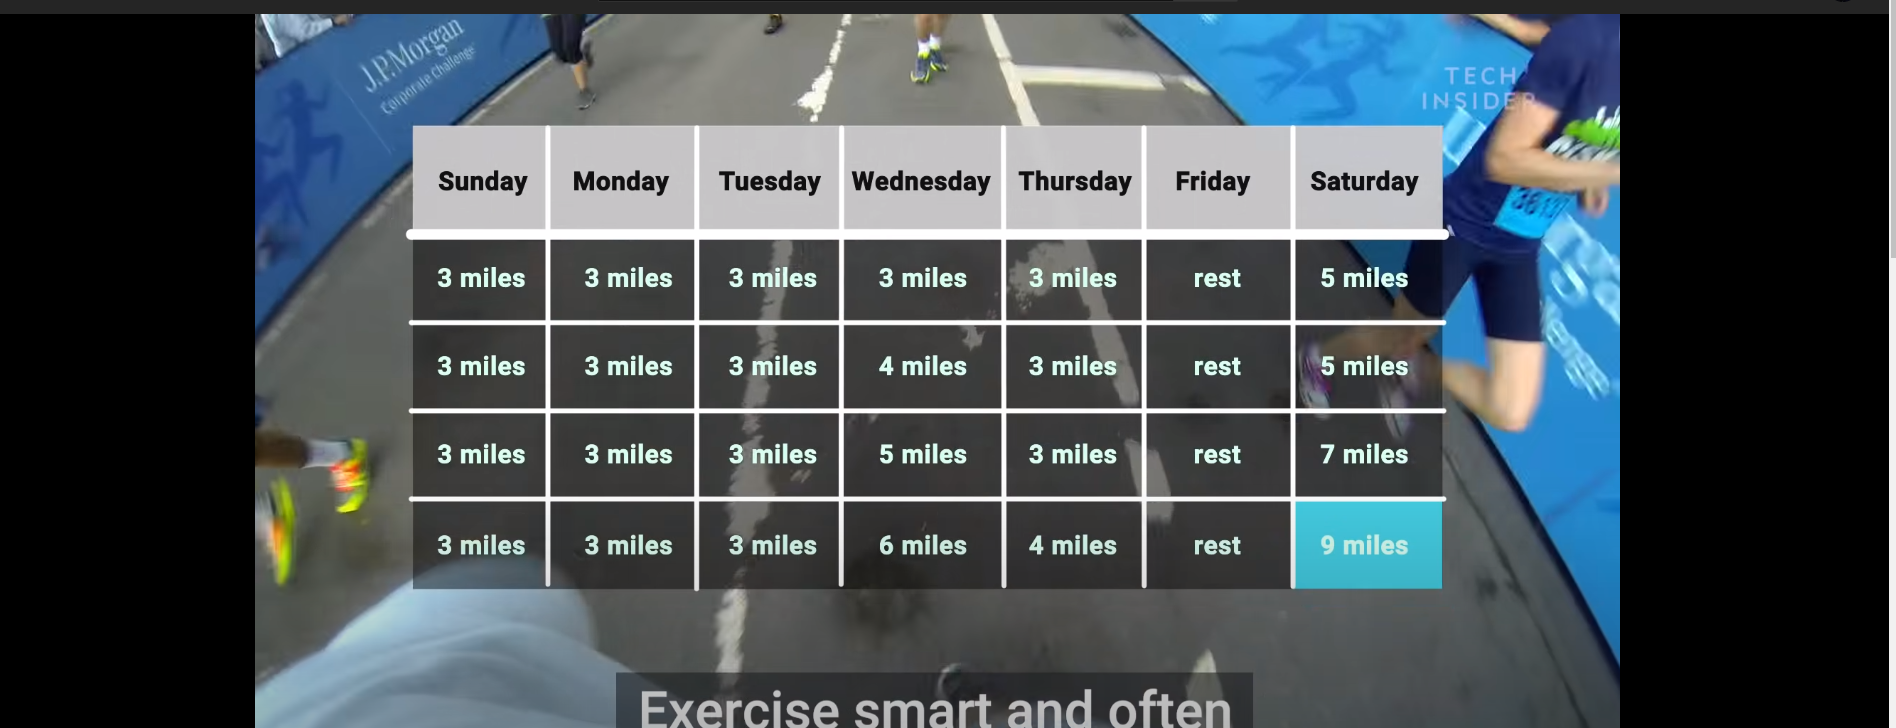 J.P.Morgan
Corporate Challenge
TECH
INSIDER
Sunday Monday Tuesday Wednesday Thursday Friday Saturday
3 miles 3 miles 3 miles 3 miles 3 miles rest 5 miles
3 miles 3 miles 3 miles 4 miles 3 miles rest 5 miles
3 miles 3 miles 3 miles 5 miles 3 miles rest 7 miles
3 miles 3 miles 3 miles 6 miles 4 miles rest 9 miles
Exercise smart and often